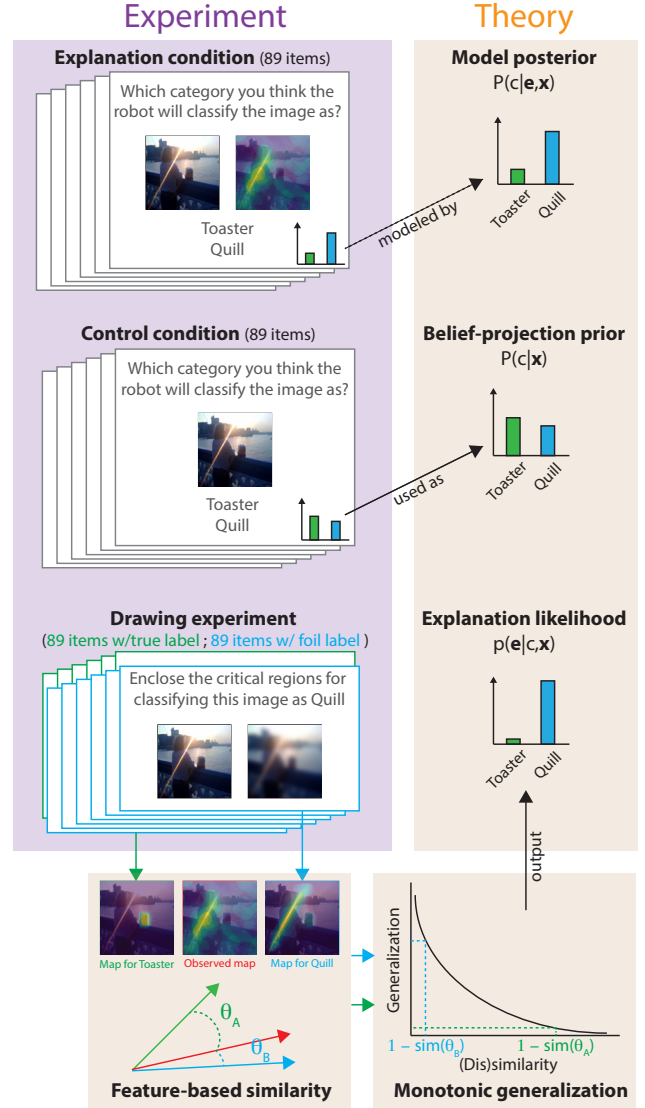 Experiment
Theory
Explanation condition (89 items)
Which category you think the
robot will classify the image as?
Toaster
Quill
modeled by
Model posterior
P(c|e,x)
Toaster
Quill
Control condition (89 items)
Which category you think the
robot will classify the image as?
Toaster
Quill
used as
Belief-projection prior
P(c|x)
Toaster
Quill
Drawing experiment
(89 items w/true label ; 89 items w/ foil label )
Enclose the critical regions for
classifying this image as Quill
Explanation likelihood
p(e|c,x)
Toaster
Quill
output
Map for Toaster
Observed map
Map for Quill
θA
θB
Feature-based similarity
Generalization
1 – sim(θB)
1 – sim(θA)
(Dis)similarity
Monotonic generalization